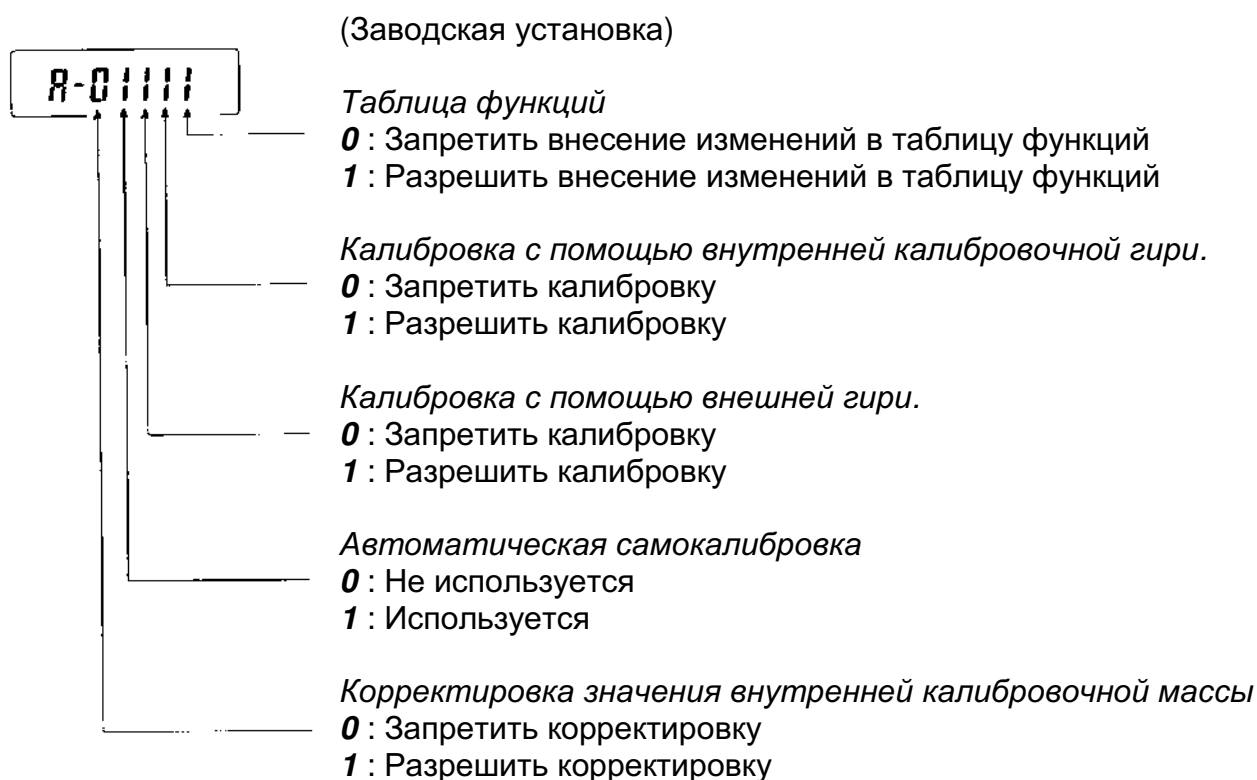 (Заводская установка)
A-01111
Таблица функций
0 : Запретить внесение изменений в таблицу функций
1 : Разрешить внесение изменений в таблицу функций
Калибровка с помощью внутренней калибровочной гири.
0 : Запретить калибровку
1 : Разрешить калибровку
Калибровка с помощью внешней гири.
0 : Запретить калибровку
1 : Разрешить калибровку
Автоматическая самокалибровка
0 : Не используется
1 : Используется
Корректировка значения внутренней калибровочной массы
0 : Запретить корректировку
1 : Разрешить корректировку